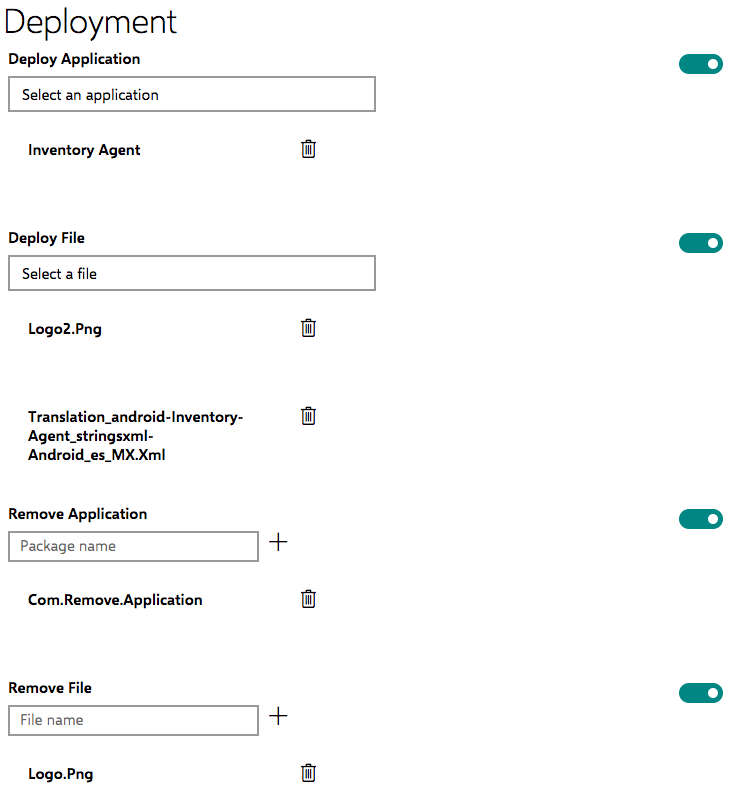 Deployment
Deploy Application
Select an application
Inventory Agent
Deploy File
Select a file
Logo2.Png
Translation_android-Inventory-
Agent_stringsxml-
Android_es_MX.Xml
Remove Application
Package name
Com.Remove.Application
Remove File
File name
Logo.Png